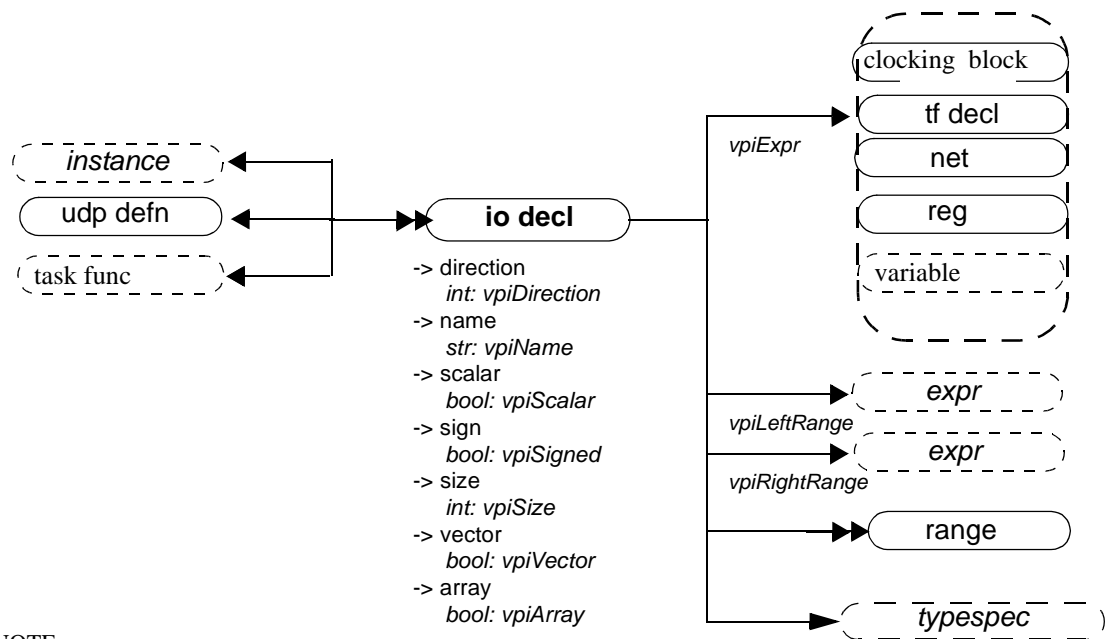 instance
udp defn
task func
io decl
-> direction
int: vpiDirection
-> name
str: vpiName
-> scalar
bool: vpiScalar
-> sign
bool: vpiSigned
-> size
int: vpiSize
-> vector
bool: vpiVector
-> array
bool: vpiArray
vpiExpr
clocking block
tf decl
net
reg
variable
vpiLeftRange
expr
vpiRightRange
expr
range
typespec